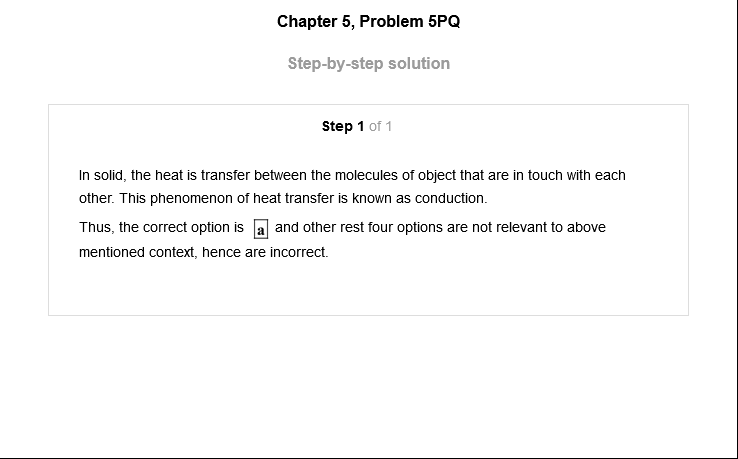 Chapter 5, Problem 5PQ
Step-by-step solution
Step 1 of 1
In solid, the heat is transfer between the molecules of object that are in touch with each
other. This phenomenon of heat transfer is known as conduction.
Thus, the correct option is a and other rest four options are not relevant to above
mentioned context, hence are incorrect.